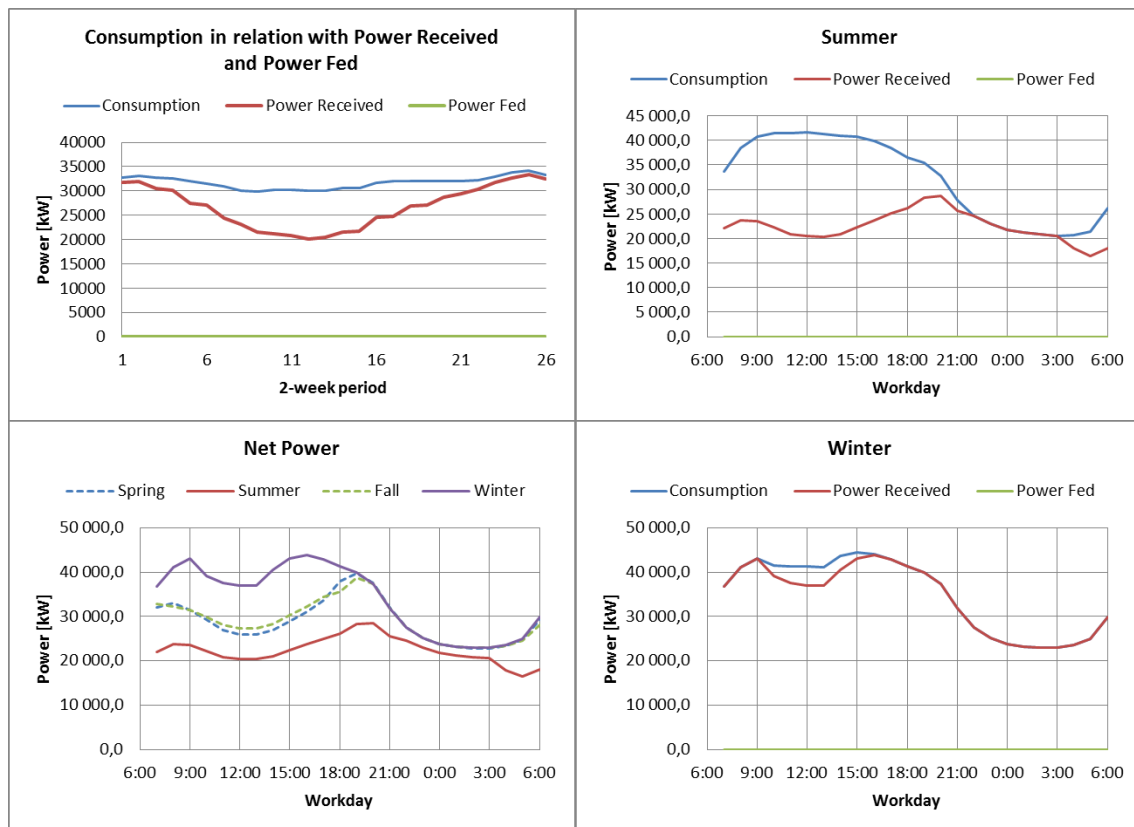 Consumption in relation with Power Received
and Power Fed
Consumption Power Received Power Fed
40000
35000
30000
25000
20000
15000
10000
5000
0
Power [kW]
1 6 11 16 21 26
2-week period
Summer
Consumption Power Received Power Fed
45 000,0
40 000,0
35 000,0
30 000,0
25 000,0
20 000,0
15 000,0
10 000,0
5 000,0
0,0
Power [kW]
6:00 9:00 12:00 15:00 18:00 21:00 0:00 3:00 6:00
Workday
Net Power
Spring Summer Fall Winter
50 000,0
40 000,0
30 000,0
20 000,0
10 000,0
0,0
Power [kW]
6:00 9:00 12:00 15:00 18:00 21:00 0:00 3:00 6:00
Workday
Winter
Consumption Power Received Power Fed
50 000,0
40 000,0
30 000,0
20 000,0
10 000,0
0,0
Power [kW]
6:00 9:00 12:00 15:00 18:00 21:00 0:00 3:00 6:00
Workday